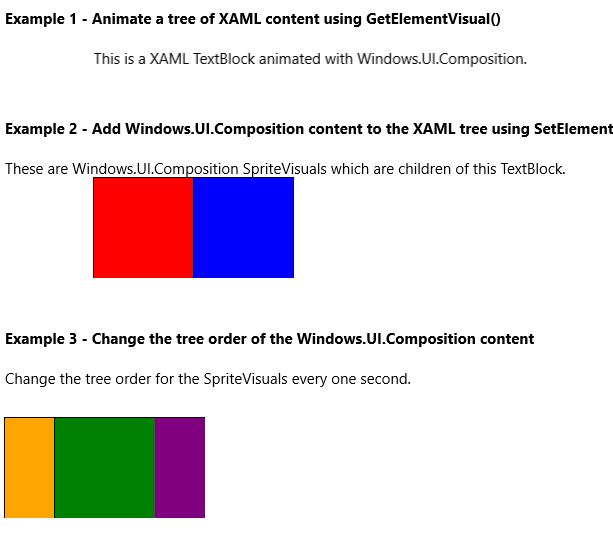 Example 1 - Animate a tree of XAML content using GetElementVisual()
This is a XAML TextBlock animated with Windows.UI.Composition.
Example 2 - Add Windows.UI.Composition content to the XAML tree using SetElement
These are Windows.UI.Composition SpriteVisuals which are children of this TextBlock.
Example 3 - Change the tree order of the Windows.UI.Composition content
Change the tree order for the SpriteVisuals every one second.